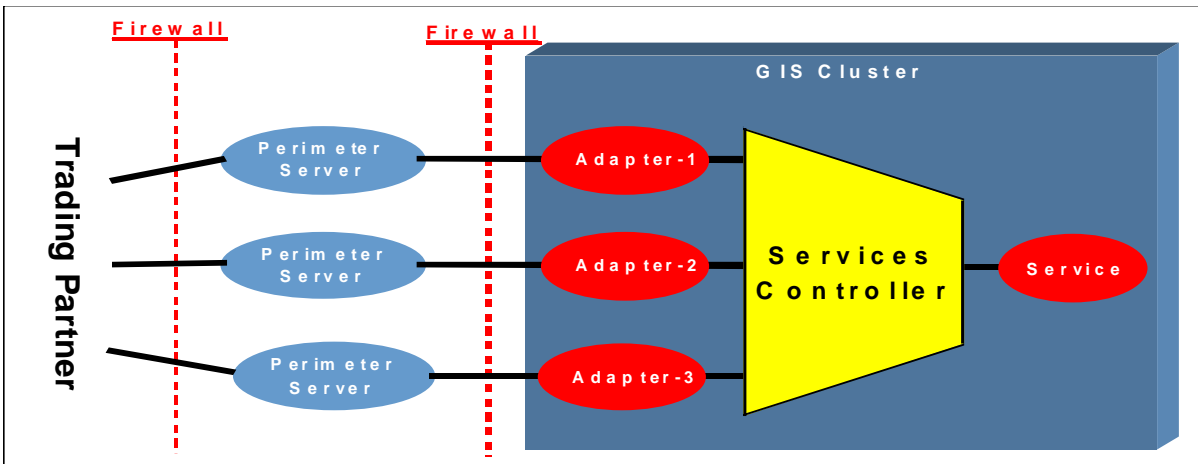 Firewall
Firewall
GIS Cluster
Trading Partner
Perimeter
Server
Adapter-1
Perimeter
Server
Adapter-2
Services
Controller
Service
Perimeter
Server
Adapter-3